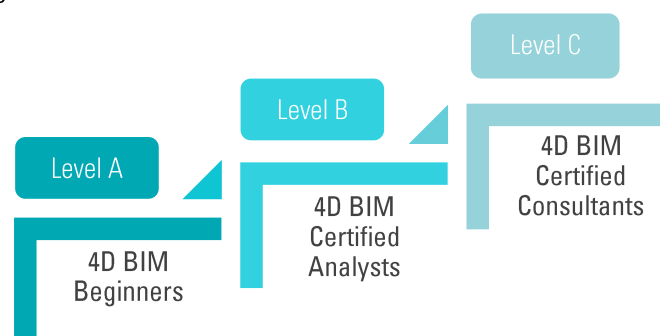 Level A
4D BIM
Beginners
Level B
4D BIM
Certified
Analysts
Level C
4D BIM
Certified
Consultants